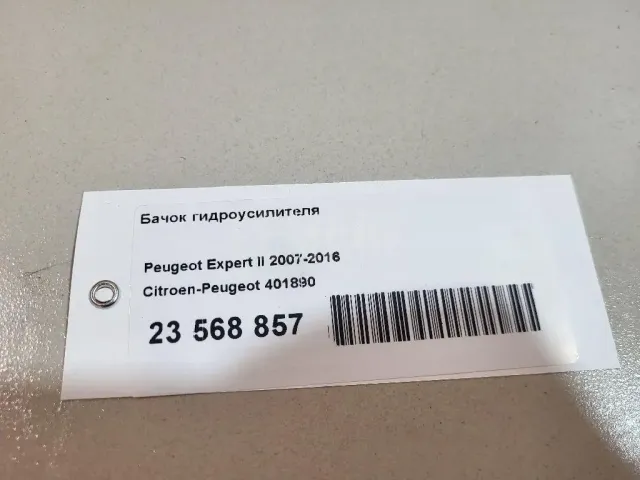 Бачок гидроусилителя
Peugeot Expert II 2007-2016
Citroen-Peugeot 401890
23 568 857